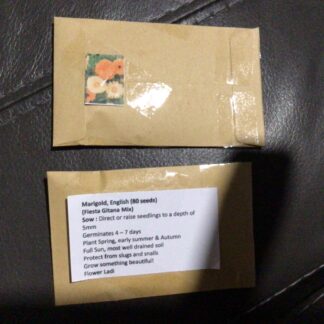 Marigold, English (80 seeds)
(Fiesta Gitana Mix)
Sow : Direct or raise seedlings to a depth of
5mm
Germinates 4 – 7 days
Plant Spring, early summer & Autumn
Full Sun, most well drained soil
Protect from slugs and snails
Grow something beautiful!
Flower Ladi